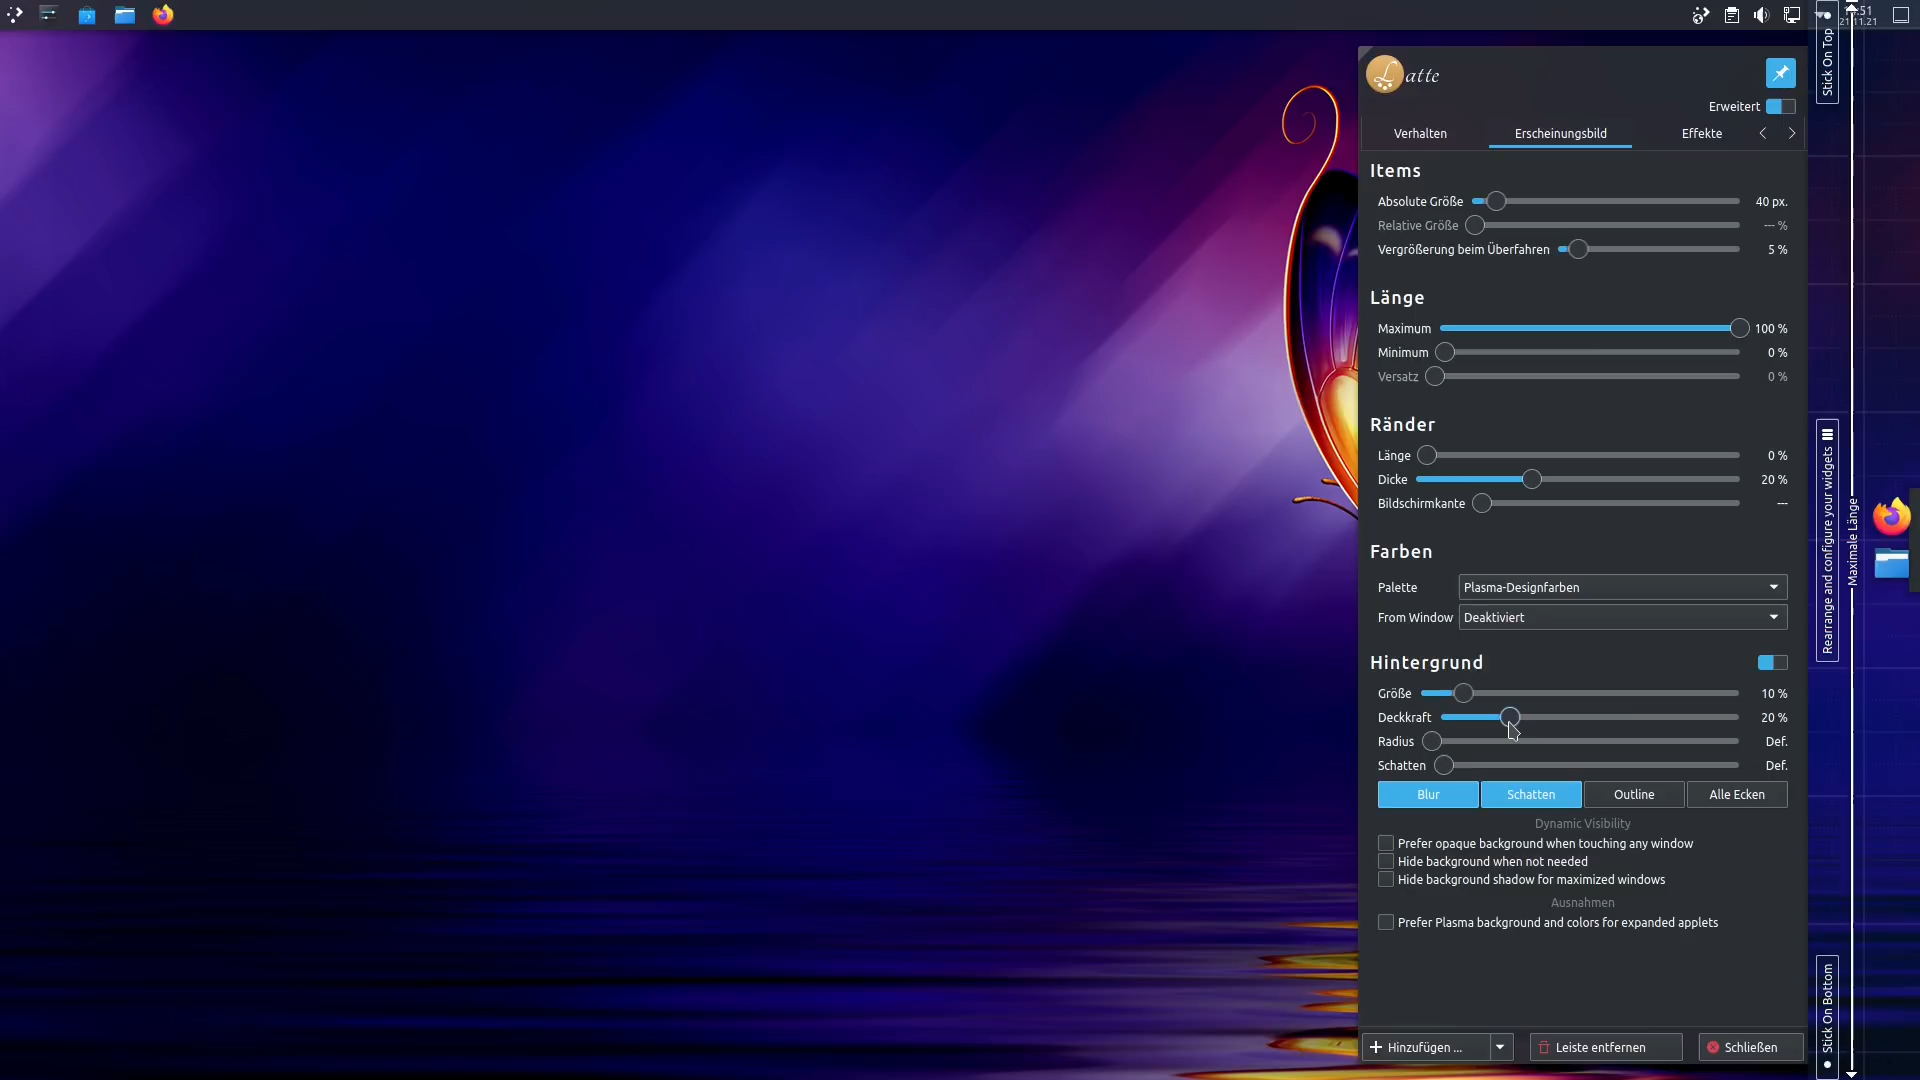 :51
21.11.21
Latte
Erweitert
Verhalten
Erscheinungsbild
Effekte
Items
Absolute Größe 40 px.
Relative Größe --- %
Vergrößerung beim Überfahren 5 %
Länge
Maximum 100 %
Minimum 0 %
Versatz 0 %
Ränder
Länge 0 %
Dicke 20 %
Bildschirmkante ---
Farben
Palette Plasma-Designfarben
From Window Deaktiviert
Hintergrund
Größe 10 %
Deckkraft 20 %
Radius Def.
Schatten Def.
Blur Schatten Outline Alle Ecken
Dynamic Visibility
Prefer opaque background when touching any window
Hide background when not needed
Hide background shadow for maximized windows
Ausnahmen
Prefer Plasma background and colors for expanded applets
Hinzufügen ...
Leiste entfernen
Schließen
Stick On Top
Rearrange and configure your widgets
Maximale Länge
Stick On Bottom